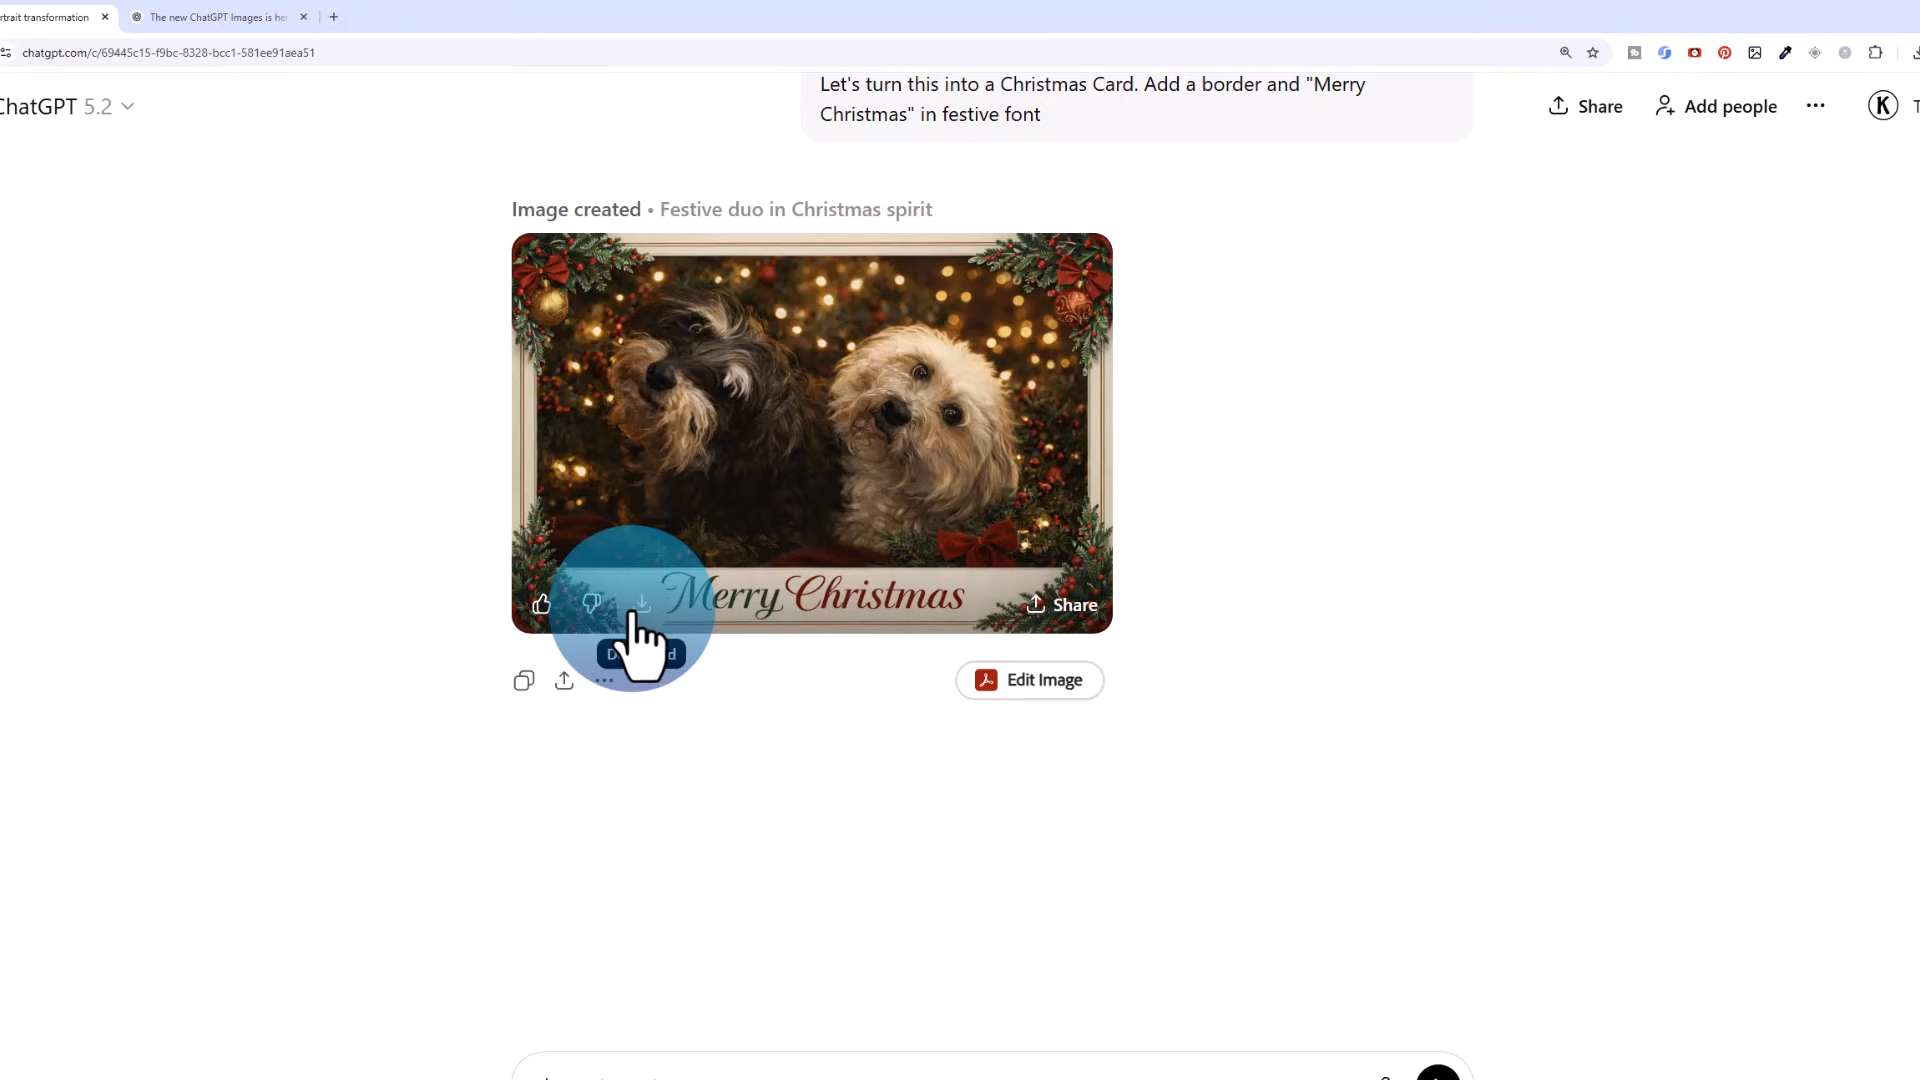 rtrait transformation
The new ChatGPT Images is he
chatgpt.com/c/69445c15-f9bc-8328-bcc1-581ee91aea51
ChatGPT 5.2
Let's turn this into a Christmas Card. Add a border and "Merry
Christmas" in festive font
Share
Add people
K
Image created • Festive duo in Christmas spirit
Merry Christmas
Share
Edit Image